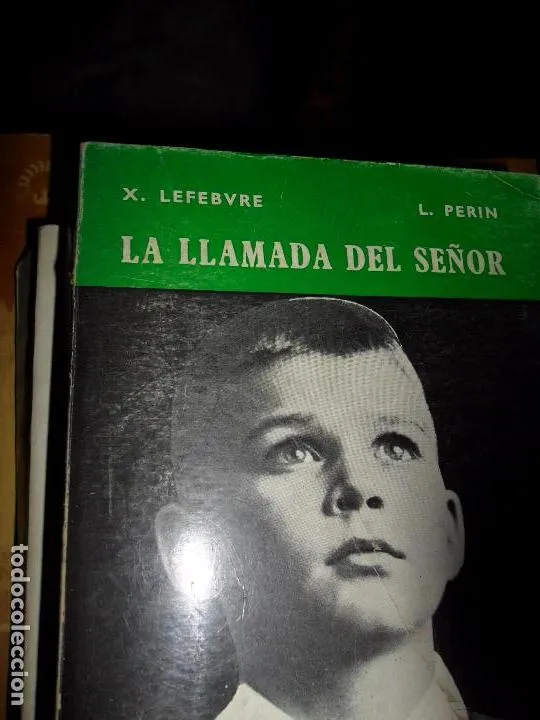 X. LEFEBVRE L. PERIN
LA LLAMADA DEL SEÑOR
todocoleccion